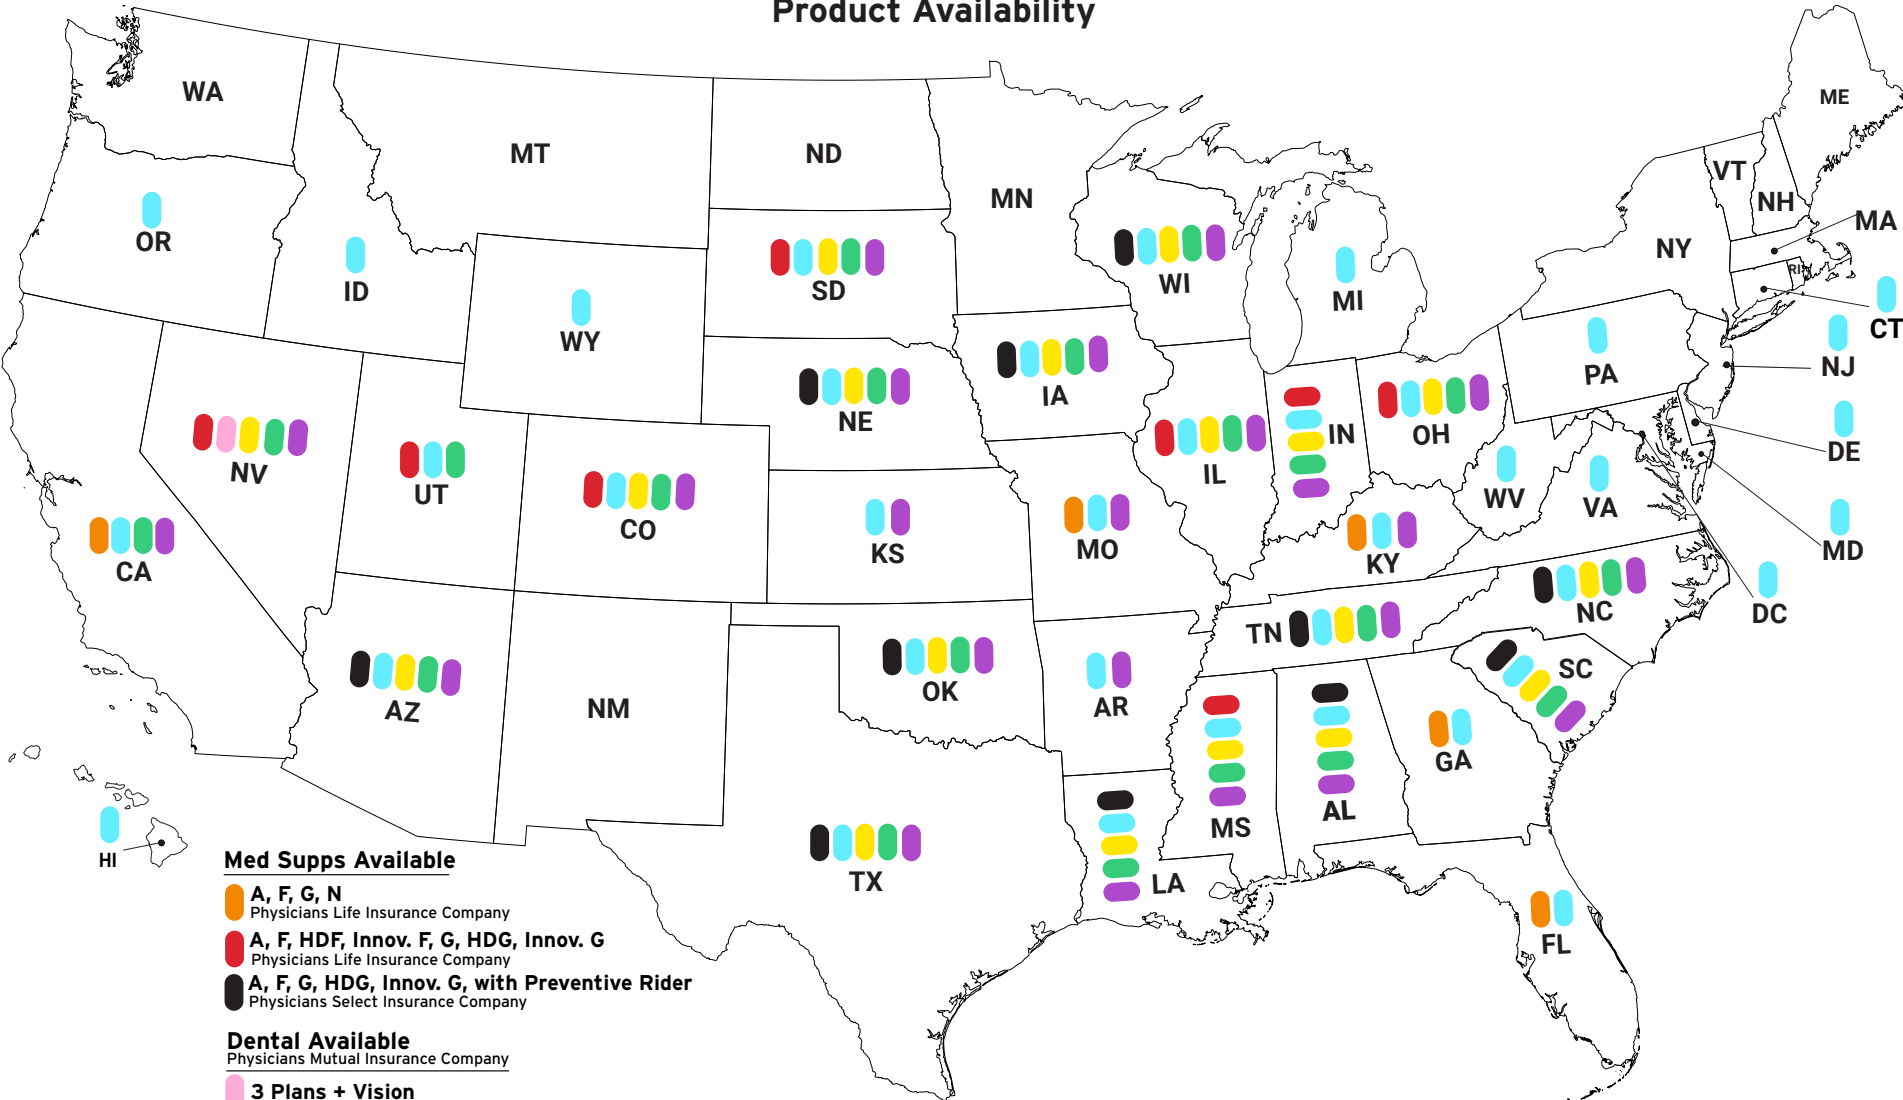 Product Availability
WA
MT
ND
MN
ME
VT
NH
MA
NY
RI
OR
ID
WY
SD
WI
MI
CT
NJ
PA
NE
IA
DE
NV
UT
CO
KS
MO
IL
IN
OH
WV
VA
MD
KY
DC
CA
AZ
NM
OK
AR
TN
NC
SC
GA
AL
MS
LA
TX
FL
HI
Med Supps Available
A, F, G, N
Physicians Life Insurance Company
A, F, HDF, Innov. F, G, HDG, Innov. G
Physicians Life Insurance Company
A, F, G, HDG, Innov. G, with Preventive Rider
Physicians Select Insurance Company
Dental Available
Physicians Mutual Insurance Company
3 Plans + Vision